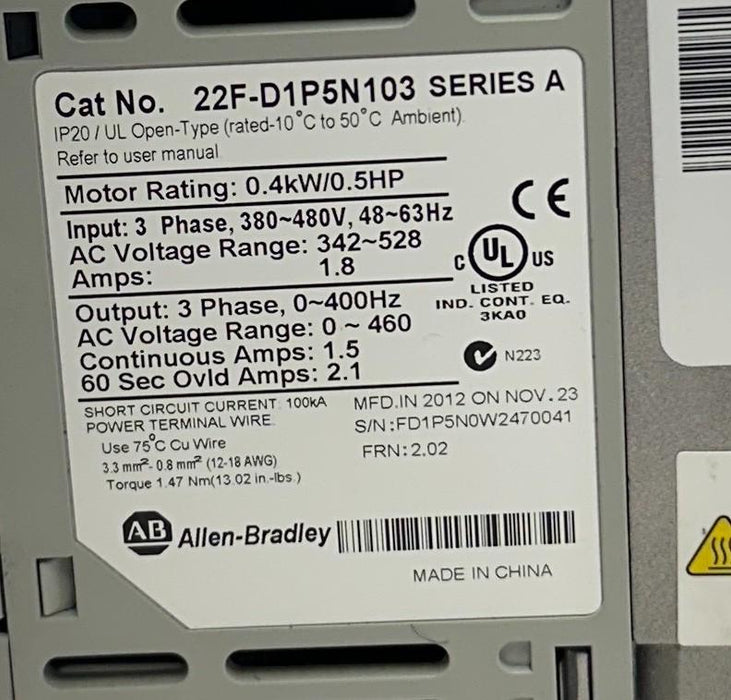 Cat No. 22F-D1P5N103 SERIES A
IP20 / UL Open-Type (rated-10°C to 50°C Ambient).
Refer to user manual
Motor Rating: 0.4kW/0.5HP
Input: 3 Phase, 380~480V, 48~63Hz
AC Voltage Range: 342~528
Amps: 1.8
CE
C UL US
LISTED
IND. CONT. EQ.
3KA0
Output: 3 Phase, 0~400Hz
AC Voltage Range: 0 ~ 460
Continuous Amps: 1.5
60 Sec Ovld Amps: 2.1
N223
SHORT CIRCUIT CURRENT 100kA
POWER TERMINAL WIRE
Use 75°C Cu Wire
3.3 mm²- 0.8 mm² (12-18 AWG)
Torque 1.47 Nm(13.02 in.-lbs.)
MFD.IN 2012 ON NOV. 23
S/N:FD1P5N0W2470041
FRN: 2.02
AB Allen-Bradley
MADE IN CHINA